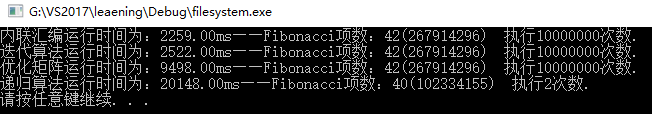 G:\VS2017\leaening\Debug\filesystem.exe
内联汇编运行时间为：2259.00ms——Fibonacci项数：42(267914296)  执行10000000次数.
迭代算法运行时间为：2522.00ms——Fibonacci项数：42(267914296)  执行10000000次数.
优化矩阵运行时间为：9498.00ms——Fibonacci项数：42(267914296)  执行10000000次数.
递归算法运行时间为：20148.00ms——Fibonacci项数：40(102334155)  执行2次数.
请按任意键继续. . .